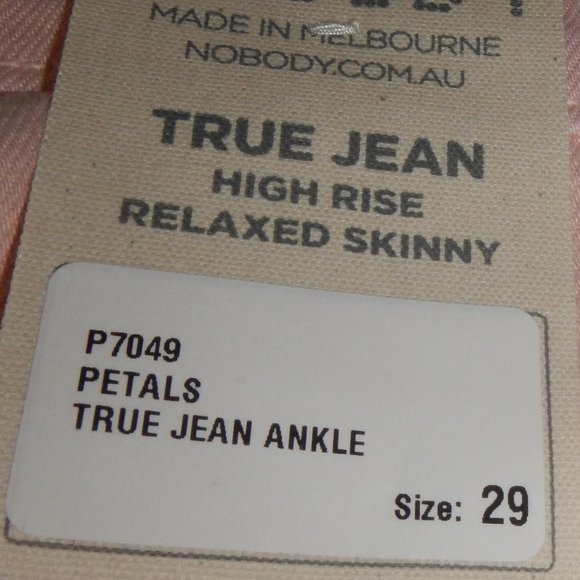 MADE IN MELBOURNE
NOBODY.COM.AU
TRUE JEAN
HIGH RISE
RELAXED SKINNY
P7049
PETALS
TRUE JEAN ANKLE
Size: 29